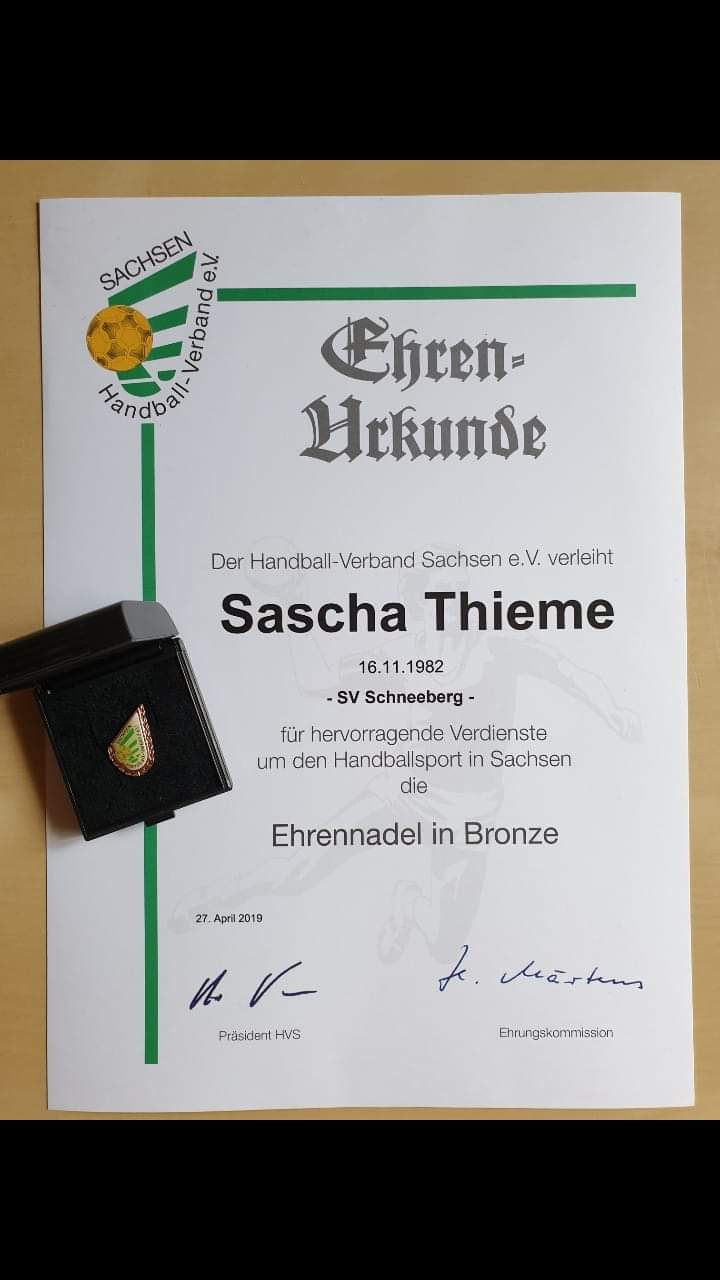 SACHSEN
Handball-Verband e.V.
Ehren-
Urkunde
Der Handball-Verband Sachsen e.V. verleiht
Sascha Thieme
16.11.1982
- SV Schneeberg -
für hervorragende Verdienste
um den Handballsport in Sachsen
die
Ehrennadel in Bronze
27. April 2019
Präsident HVS
Ehrungskommission